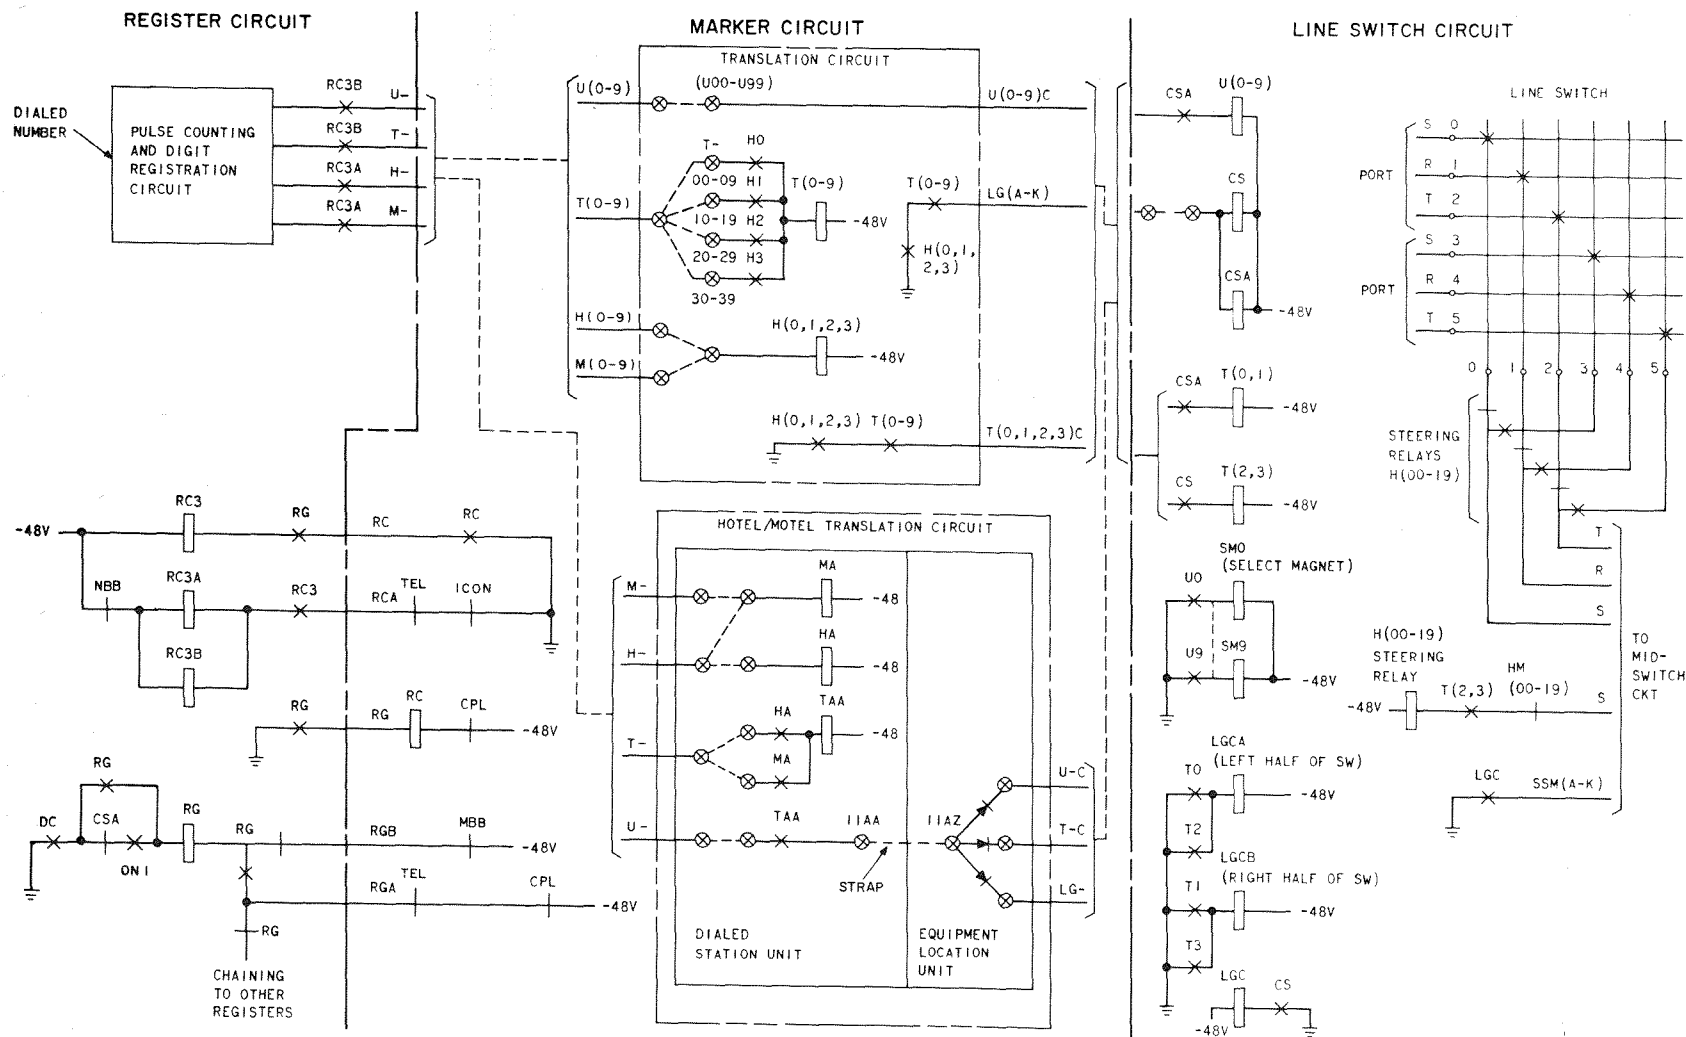 REGISTER CIRCUIT
DIALED
NUMBER
PULSE COUNTING
AND DIGIT
REGISTRATION
CIRCUIT
RC3B
U-
RC3B
T-
RC3A
H-
RC3A
M-
-48V
RC3
RG
RC
RC
NBB
RC3A
RC3
RCA
TEL
ICON
RC3B
RG
RG
RC
CPL
-48V
RG
DC
CSA
ON1
RG
RG
RGB
MBB
-48V
RGA
TEL
CPL
-48V
RG
CHAINING
TO OTHER
REGISTERS
MARKER CIRCUIT
TRANSLATION CIRCUIT
U(0-9)
(U00-U99)
U(0-9)C
T-
H0
00-09 H1
10-19 H2
20-29 H3
30-39
T(0-9)
T(0-9)
-48V
T(0-9)
LG(A-K)
H(0,1,
2,3)
H(0-9)
M(0-9)
H(0,1,2,3)
-48V
H(0,1,2,3) T(0-9)
T(0,1,2,3)C
HOTEL/MOTEL TRANSLATION CIRCUIT
M-
MA
-48
H-
HA
-48
T-
HA
TAA
-48
MA
U-
TAA
11AA
11AZ
STRAP
U-C
T-C
LG-
DIALED
STATION UNIT
EQUIPMENT
LOCATION
UNIT
LINE SWITCH CIRCUIT
CSA
U(0-9)
CS
CSA
-48V
CSA
T(0,1)
-48V
CS
T(2,3)
-48V
SM0
(SELECT MAGNET)
U0
U9
SM9
-48V
LGCA
(LEFT HALF OF SW)
T0
-48V
T2
LGCB
(RIGHT HALF OF SW)
T1
-48V
T3
LGC
CS
-48V
LINE SWITCH
PORT
S 0
R 1
T 2
PORT
S 3
R 4
T 5
0 1 2 3 4 5
STEERING
RELAYS
H(00-19)
T
R
S
TO
MID-
SWITCH
CKT
H(00-19)
STEERING
RELAY
-48V
T(2,3)
HM
(00-19)
S
LGC
SSM(A-K)